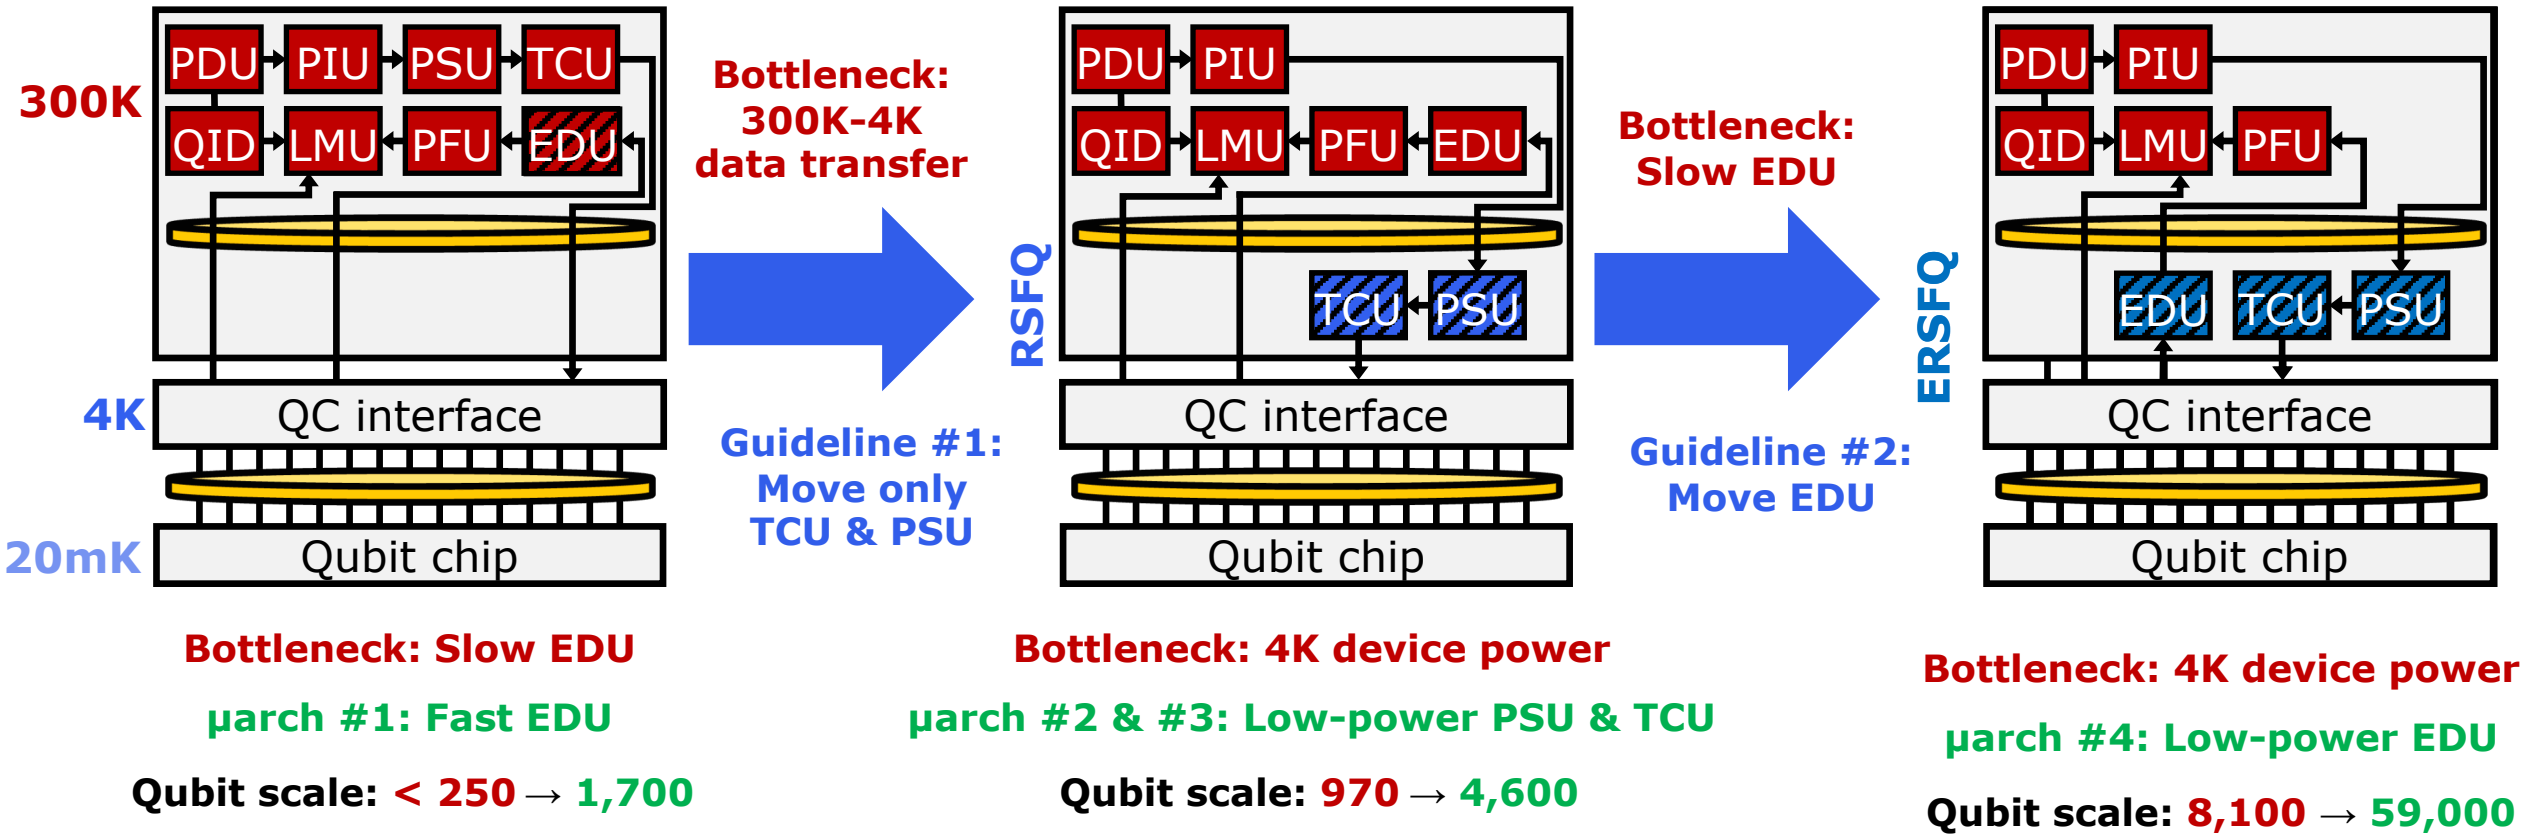 300K
PDU
PIU
PSU
TCU
QID
LMU
PFU
EDU
4K
QC interface
20mK
Qubit chip
Bottleneck: Slow EDU
µarch #1: Fast EDU
Qubit scale: < 250 → 1,700
Bottleneck:
300K-4K
data transfer
Guideline #1:
Move only
TCU & PSU
RSFQ
PDU
PIU
QID
LMU
PFU
EDU
TCU
PSU
QC interface
Qubit chip
Bottleneck: 4K device power
µarch #2 & #3: Low-power PSU & TCU
Qubit scale: 970 → 4,600
Bottleneck:
Slow EDU
Guideline #2:
Move EDU
ERSFQ
PDU
PIU
QID
LMU
PFU
EDU
TCU
PSU
QC interface
Qubit chip
Bottleneck: 4K device power
µarch #4: Low-power EDU
Qubit scale: 8,100 → 59,000